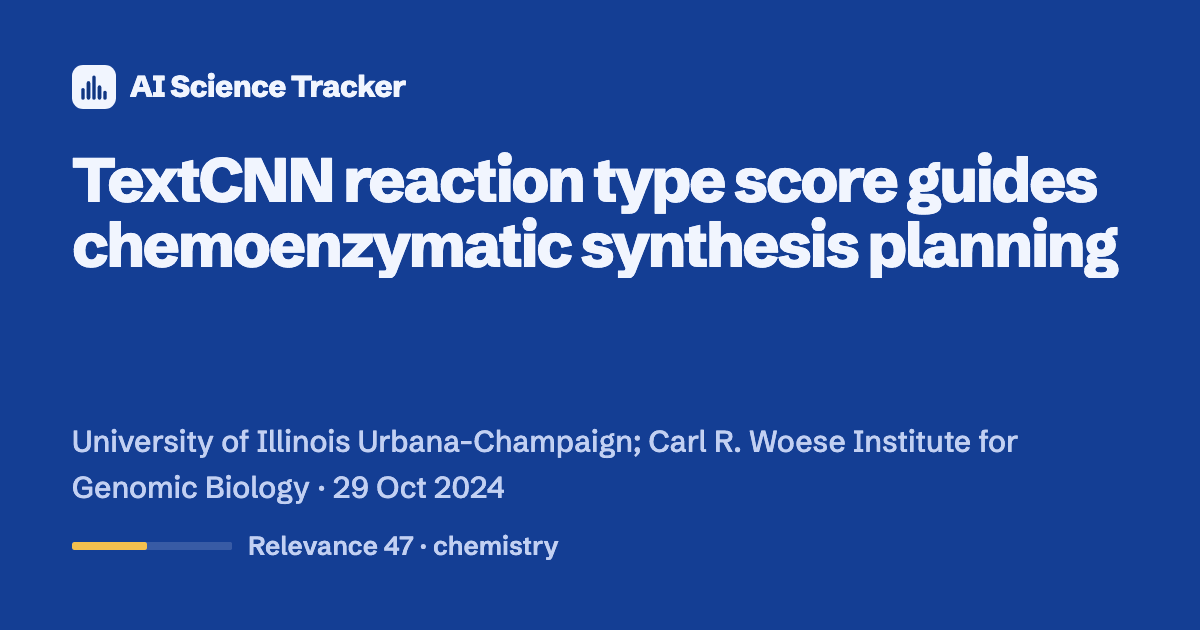 AI Science Tracker
TextCNN reaction type score guides
chemoenzymatic synthesis planning
University of Illinois Urbana-Champaign; Carl R. Woese Institute for
Genomic Biology · 29 Oct 2024
Relevance 47 · chemistry